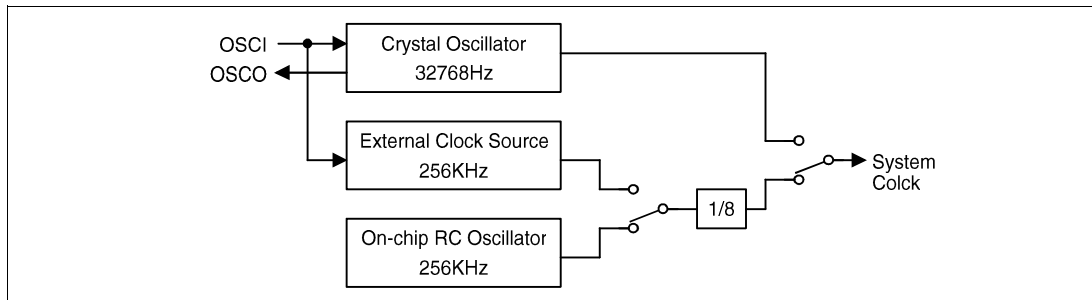 OSCI
OSCO
Crystal Oscillator
32768Hz
External Clock Source
256KHz
On-chip RC Oscillator
256KHz
1/8
System
Colck